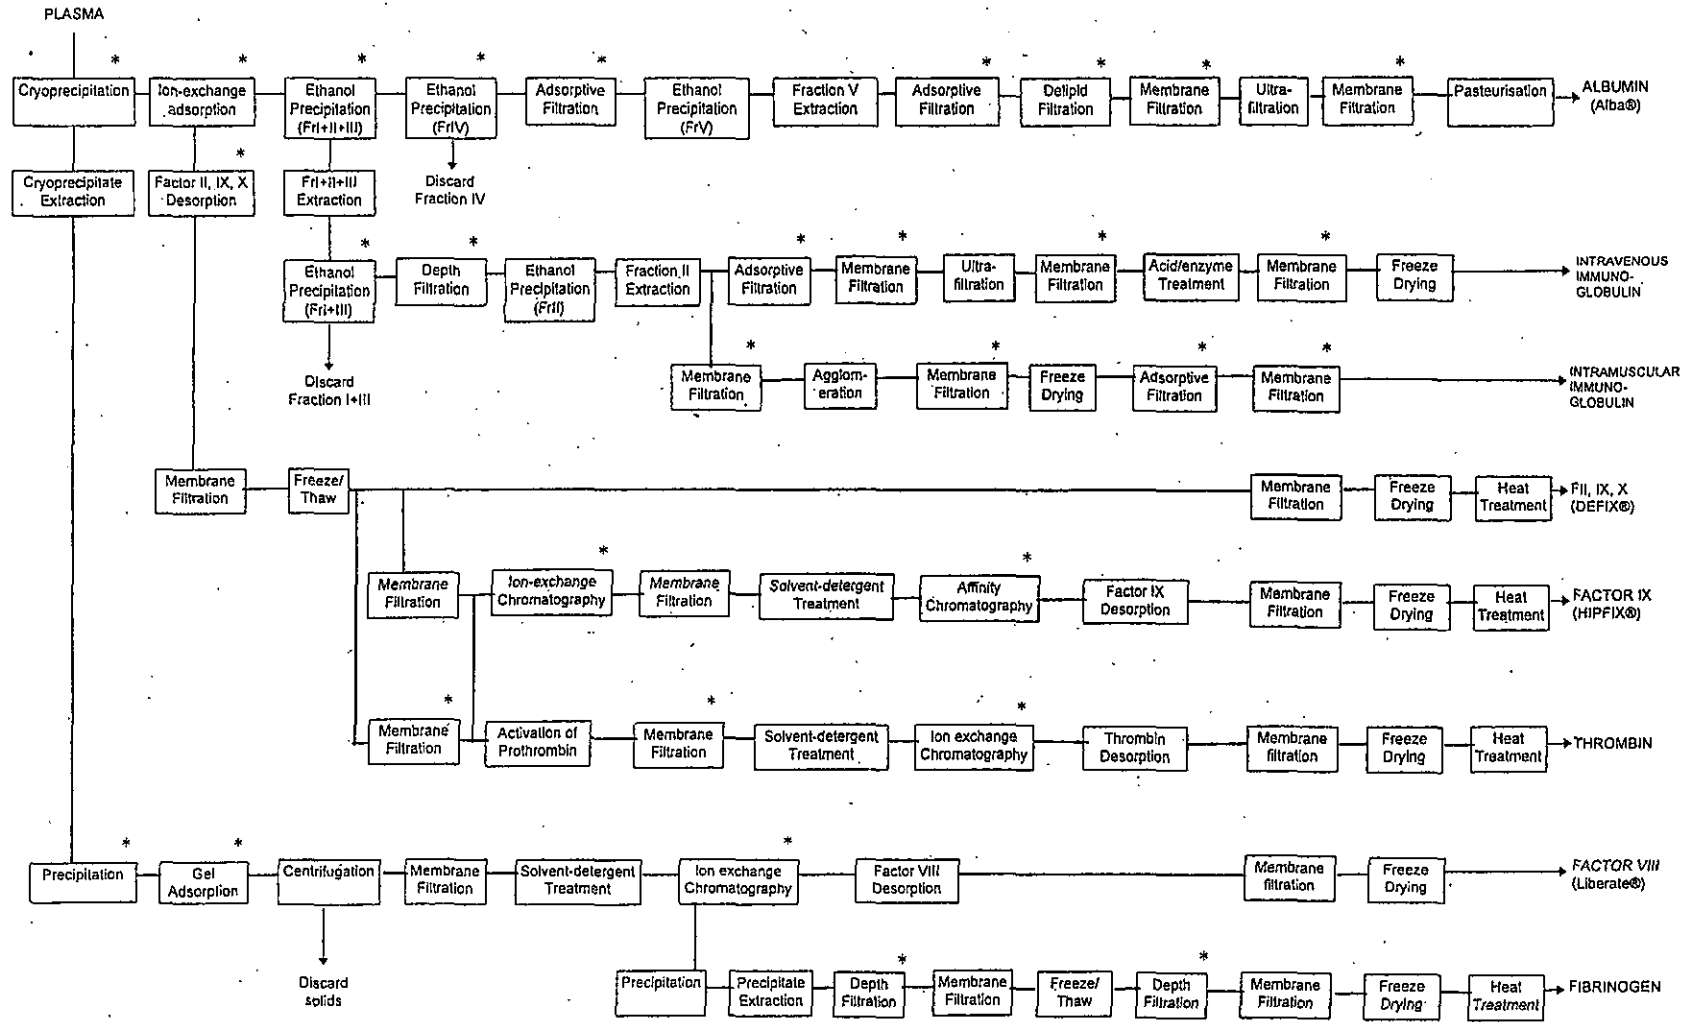 PLASMA
* * * * * * * * *
Cryoprecipitation
Ion-exchange
adsorption
Ethanol
Precipitation
(FrI+II+III)
Ethanol
Precipitation
(FrIV)
Adsorptive
Filtration
Ethanol
Precipitation
(FrV)
Fraction V
Extraction
Adsorptive
Filtration
Delipid
Filtration
Membrane
Filtration
Ultra-
filtration
Membrane
Filtration
Pasteurisation
ALBUMIN
(Alba®)
*
Cryoprecipitate
Extraction
Factor II, IX, X
Desorption
FrI+II+III
Extraction
Discard
Fraction IV
* * * * * *
Ethanol
Precipitation
(FrI+III)
Depth
Filtration
Ethanol
Precipitation
(FrII)
Fraction II
Extraction
Adsorptive
Filtration
Membrane
Filtration
Ultra-
filtration
Membrane
Filtration
Acid/enzyme
Treatment
Membrane
Filtration
Freeze
Drying
INTRAVENOUS
IMMUNO-
GLOBULIN
Discard
Fraction I+III
* * * *
Membrane
Filtration
Agglom-
eration
Membrane
Filtration
Freeze
Drying
Adsorptive
Filtration
Membrane
Filtration
INTRAMUSCULAR
IMMUNO-
GLOBULIN
Membrane
Filtration
Freeze/
Thaw
Membrane
Filtration
Freeze
Drying
Heat
Treatment
FII, IX, X
(DEFIX®)
* *
Membrane
Filtration
Ion-exchange
Chromatography
Membrane
Filtration
Solvent-detergent
Treatment
Affinity
Chromatography
Factor IX
Desorption
Membrane
Filtration
Freeze
Drying
Heat
Treatment
FACTOR IX
(HIPFIX®)
* * *
Membrane
Filtration
Activation of
Prothrombin
Membrane
Filtration
Solvent-detergent
Treatment
Ion exchange
Chromatography
Thrombin
Desorption
Membrane
filtration
Freeze
Drying
Heat
Treatment
THROMBIN
* * *
Precipitation
Gel
Adsorption
Centrifugation
Membrane
Filtration
Solvent-detergent
Treatment
Ion exchange
Chromatography
Factor VIII
Desorption
Membrane
filtration
Freeze
Drying
FACTOR VIII
(Liberate®)
Discard
solids
* *
Precipitation
Precipitate
Extraction
Depth
Filtration
Membrane
Filtration
Freeze/
Thaw
Depth
Filtration
Membrane
Filtration
Freeze
Drying
Heat
Treatment
FIBRINOGEN